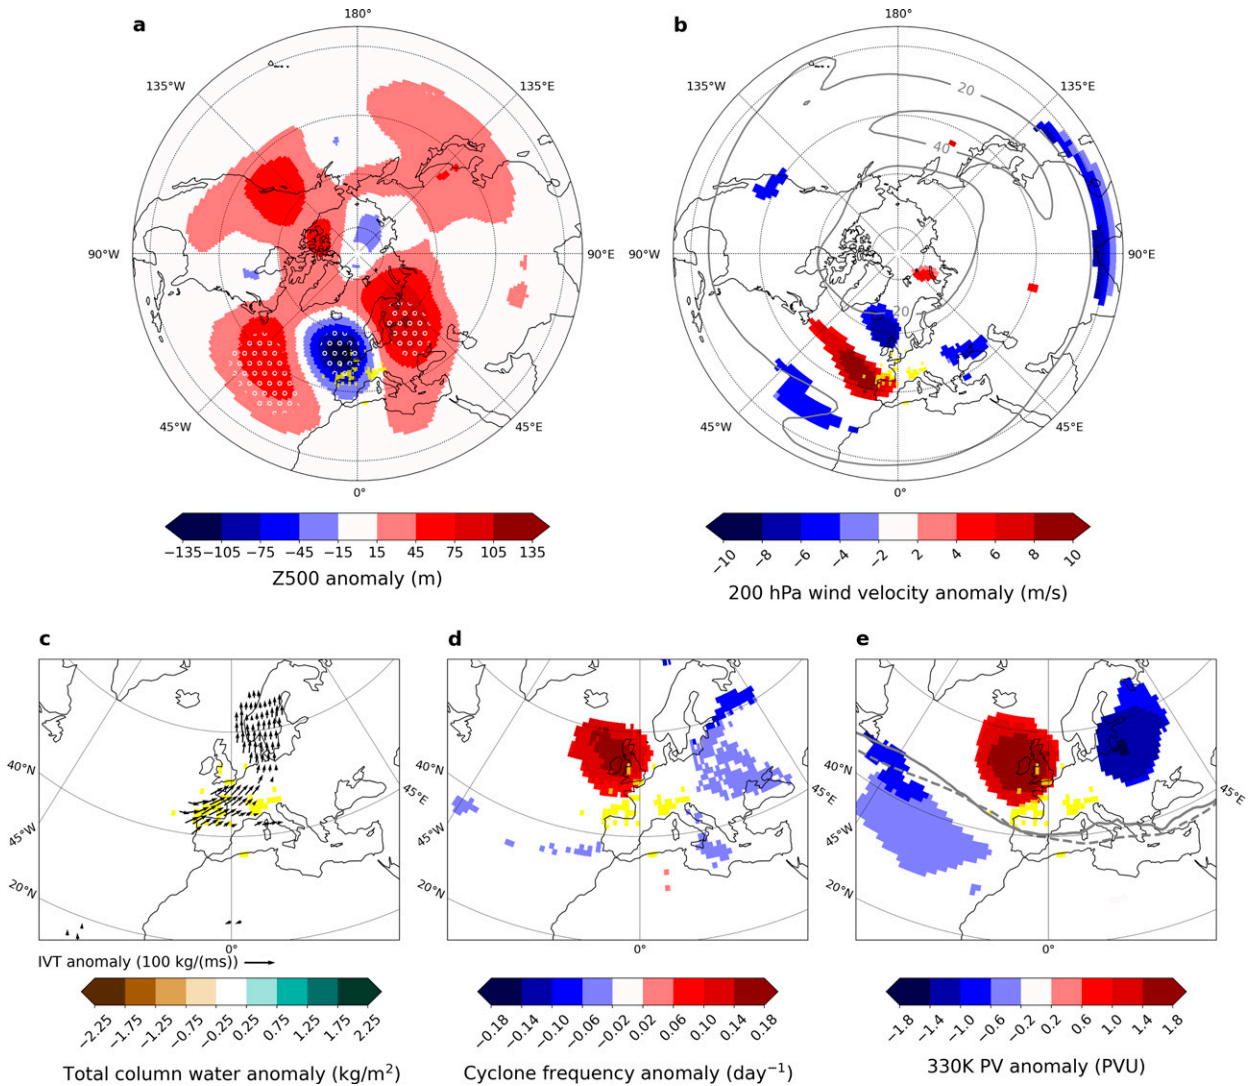 a
180°
b
180°
135°W
135°E
135°W
135°E
20
40
90°W
90°E
90°W
90°E
20
45°W
45°E
45°W
45°E
0°
0°
−135 −105 −75 −45 −15 15 45 75 105 135
Z500 anomaly (m)
−10 −8 −6 −4 −2 2 4 6 8 10
200 hPa wind velocity anomaly (m/s)
c
d
e
40°N
45°E
40°N
45°E
40°N
45°E
45°W
45°W
45°W
20°N
20°N
20°N
20°N
20°N
20°N
0°
0°
0°
IVT anomaly (100 kg/(ms))
−2.25 −1.75 −1.25 −0.75 −0.25 0.25 0.75 1.25 1.75 2.25
Total column water anomaly (kg/m²)
−0.18 −0.14 −0.10 −0.06 −0.02 0.02 0.06 0.10 0.14 0.18
Cyclone frequency anomaly (day⁻¹)
−1.8 −1.4 −1.0 −0.6 −0.2 0.2 0.6 1.0 1.4 1.8
330K PV anomaly (PVU)